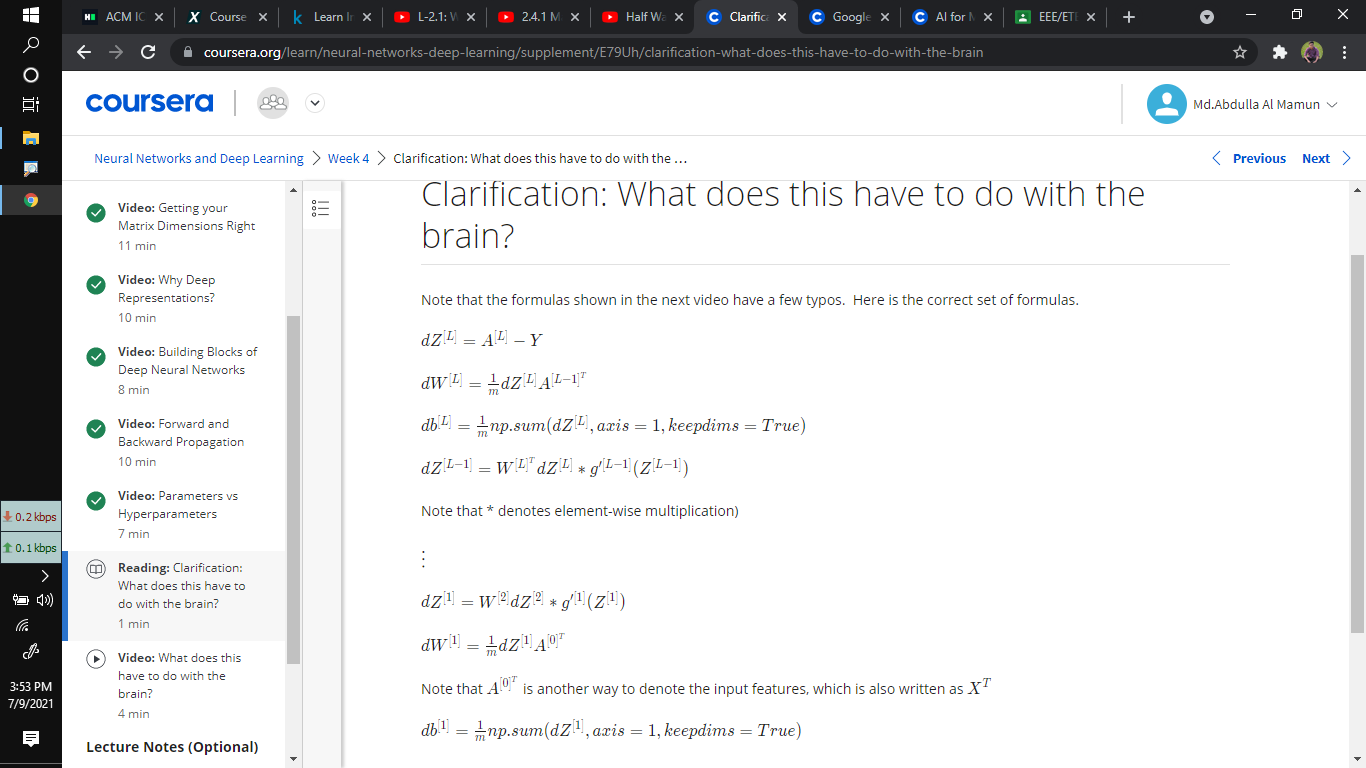 ACM IC
Course
Learn In
L-2.1: W
2.4.1 M
Half Wa
Clarific
Google
AI for M
EEE/ETE
coursera.org/learn/neural-networks-deep-learning/supplement/E79Uh/clarification-what-does-this-have-to-do-with-the-brain
coursera
Md.Abdulla Al Mamun
Neural Networks and Deep Learning > Week 4 > Clarification: What does this have to do with the ...
Previous Next
Video: Getting your
Matrix Dimensions Right
11 min
Video: Why Deep
Representations?
10 min
Video: Building Blocks of
Deep Neural Networks
8 min
Video: Forward and
Backward Propagation
10 min
Video: Parameters vs
Hyperparameters
7 min
Reading: Clarification:
What does this have to
do with the brain?
1 min
Video: What does this
have to do with the
brain?
4 min
Lecture Notes (Optional)
Clarification: What does this have to do with the
brain?
Note that the formulas shown in the next video have a few typos. Here is the correct set of formulas.
dZ^{[L]} = A^{[L]} − Y
dW^{[L]} = \frac{1}{m} dZ^{[L]} A^{[L−1]^T}
db^{[L]} = \frac{1}{m} np.sum(dZ^{[L]}, axis = 1, keepdims = True)
dZ^{[L−1]} = W^{[L]^T} dZ^{[L]} ∗ g′^{[L−1]}(Z^{[L−1]})
Note that * denotes element-wise multiplication)
⋮
dZ^{[1]} = W^{[2]} dZ^{[2]} ∗ g′^{[1]}(Z^{[1]})
dW^{[1]} = \frac{1}{m} dZ^{[1]} A^{[0]^T}
Note that A^{[0]^T} is another way to denote the input features, which is also written as X^T
db^{[1]} = \frac{1}{m} np.sum(dZ^{[1]}, axis = 1, keepdims = True)
0.2 kbps
0.1 kbps
3:53 PM
7/9/2021